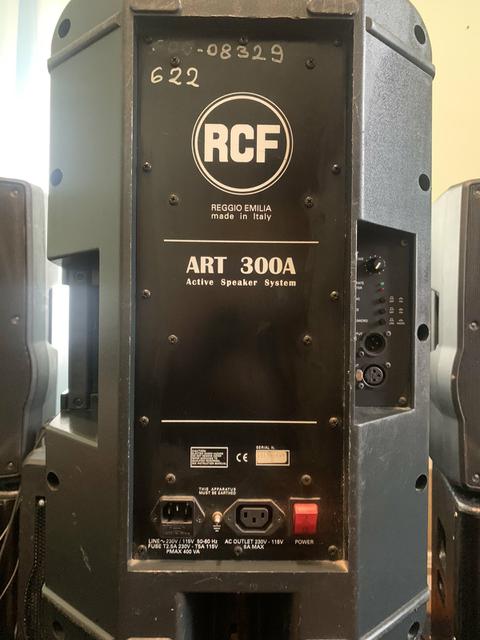 -08329
622
RCF
REGGIO EMILIA
made in Italy
ART 300A
Active Speaker System
CE
SERIAL N.
THIS APPARATUS
MUST BE EARTHED
LINE ~ 230V / 115V 50-60 Hz
FUSE T2.5A 230V - T5A 115V
PMAX 400 VA
AC OUTLET 230V - 115V
5A MAX
POWER